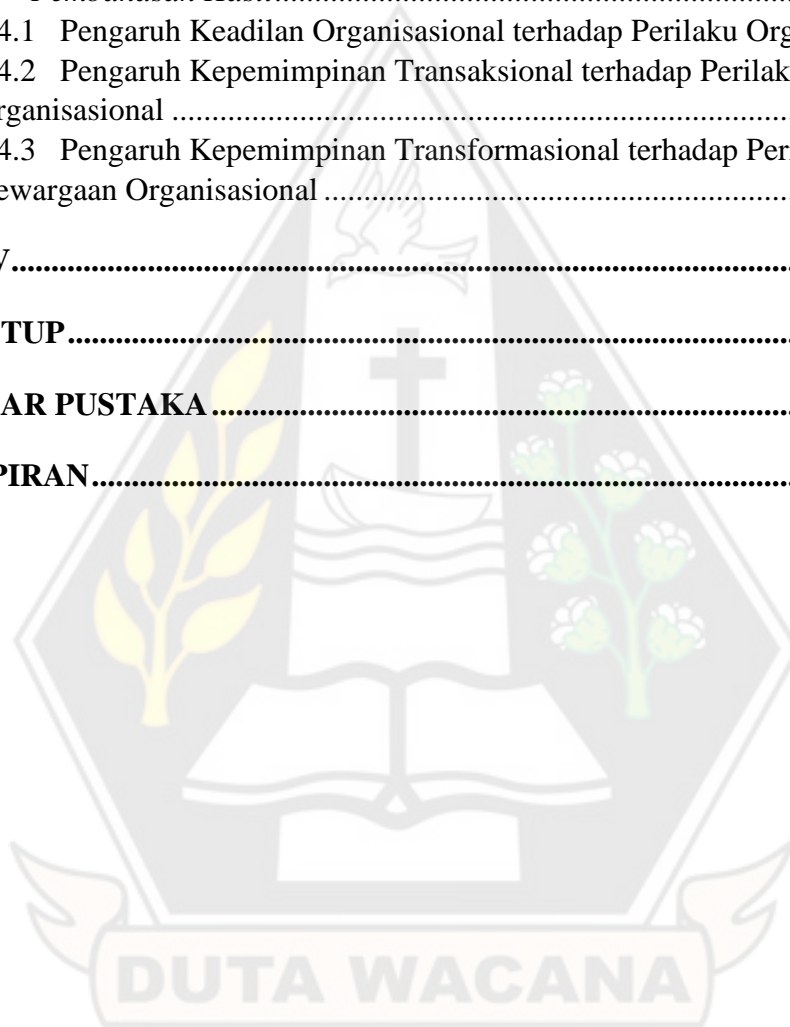 4.1 Pengaruh Keadilan Organisasional terhadap Perilaku Org
4.2 Pengaruh Kepemimpinan Transaksional terhadap Perilak
rganisasional ........................................................................................
4.3 Pengaruh Kepemimpinan Transformasional terhadap Per
ewargaan Organisasional ............................................................
V........................................................................................................
TUP................................................................................................
AR PUSTAKA ..............................................................................
PIRAN............................................................................................
DUTA WACANA